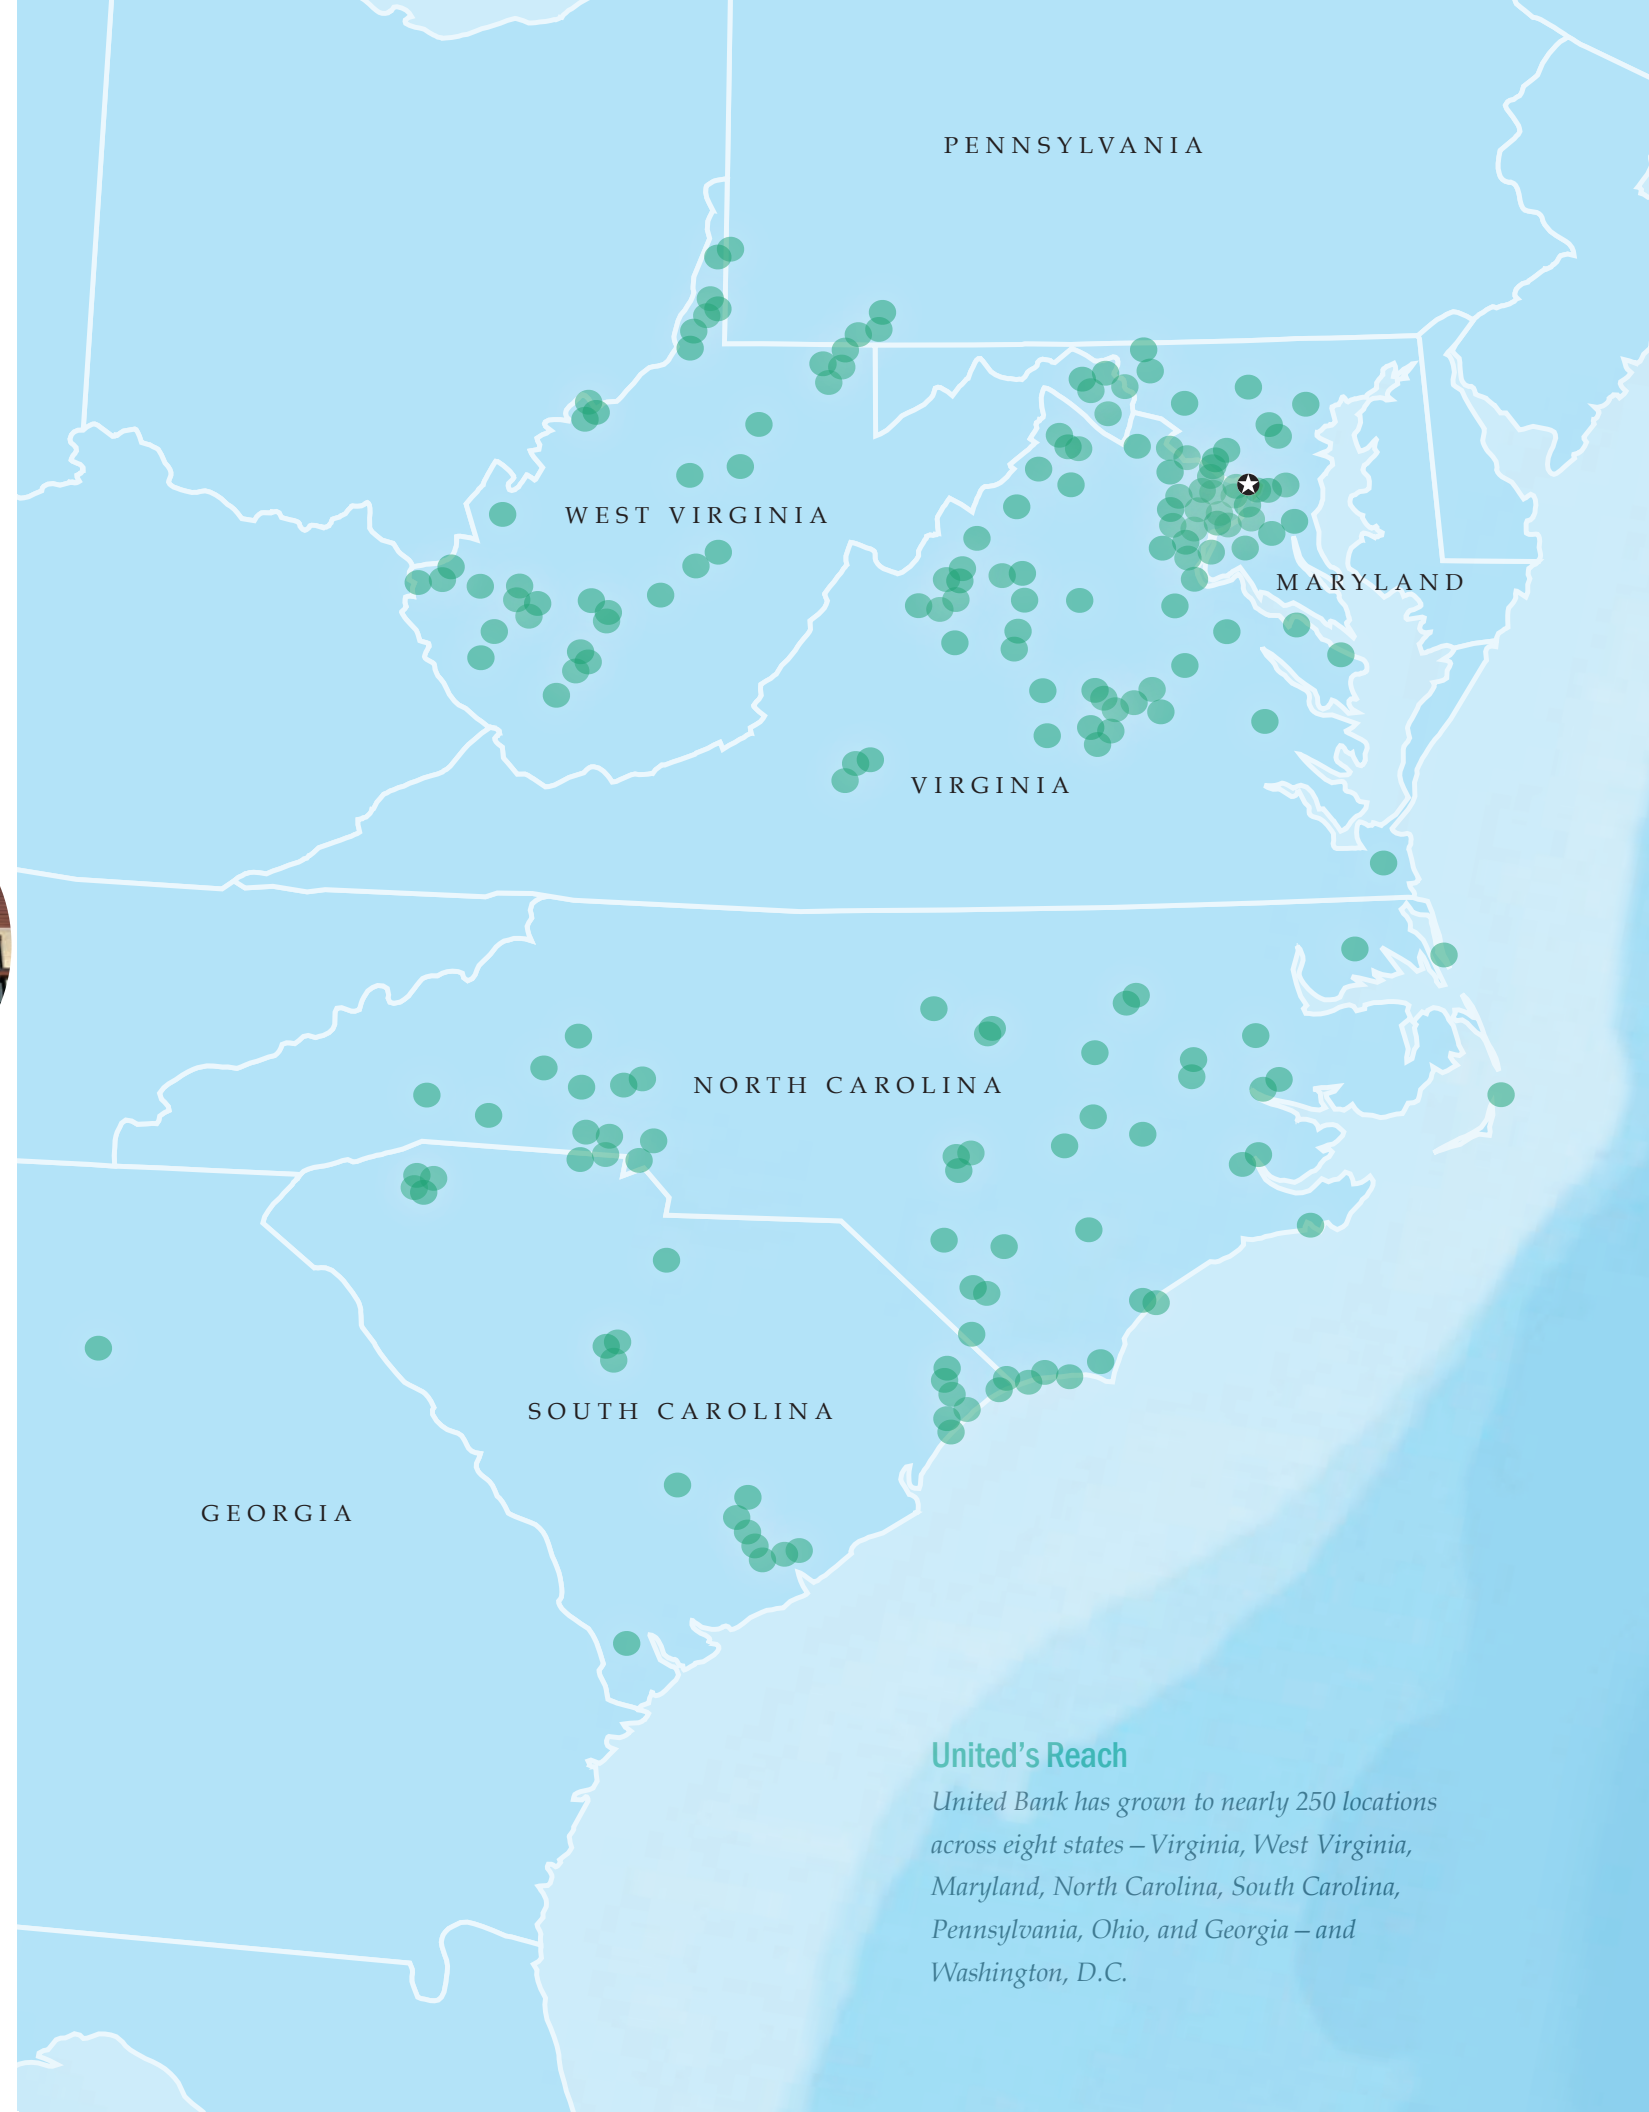 PENNSYLVANIA
WEST VIRGINIA
MARYLAND
VIRGINIA
NORTH CAROLINA
SOUTH CAROLINA
GEORGIA
United’s Reach
United Bank has grown to nearly 250 locations
across eight states – Virginia, West Virginia,
Maryland, North Carolina, South Carolina,
Pennsylvania, Ohio, and Georgia – and
Washington, D.C.